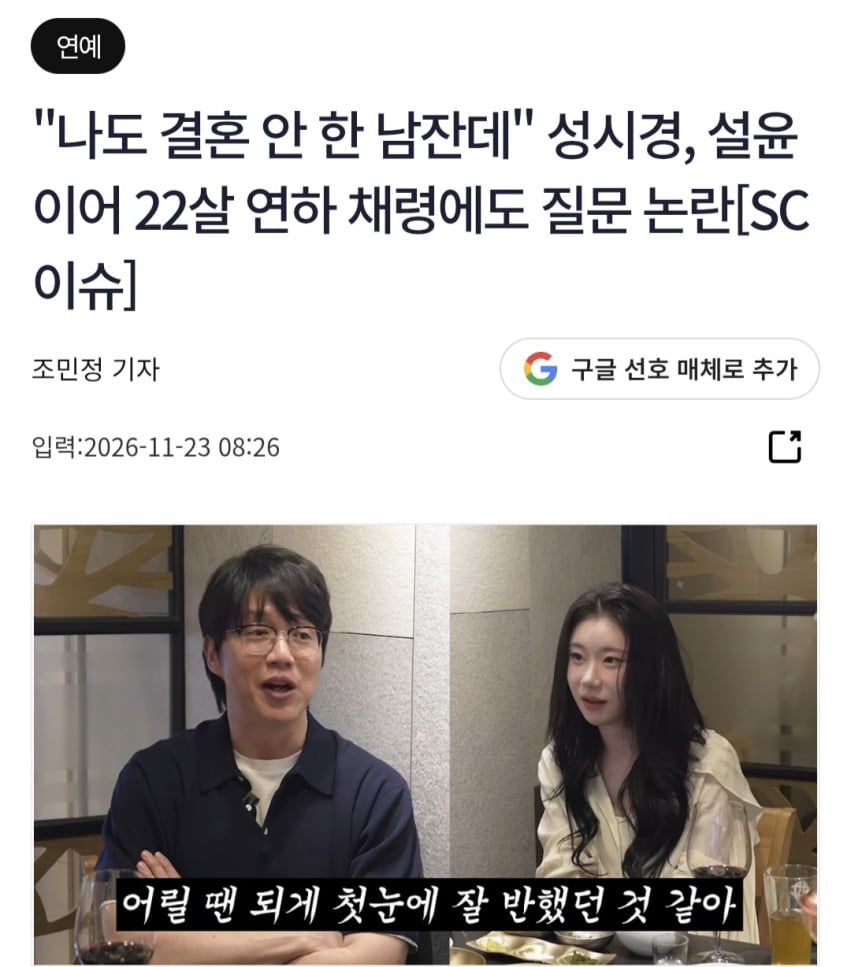 연예
"나도 결혼 안 한 남잔데" 성시경, 설윤
이어 22살 연하 채령에도 질문 논란[SC
이슈]
조민정 기자
구글 선호 매체로 추가
입력:2026-11-23 08:26
어릴 땐 되게 첫눈에 잘 반했던 것 같아